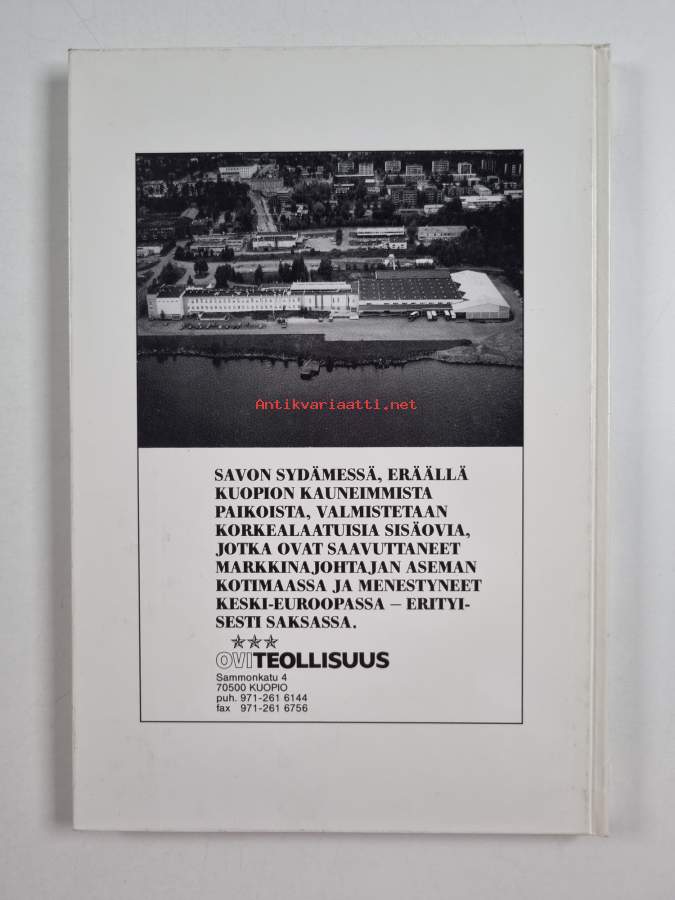 Antikvariaatti.net
SAVON SYDÄMESSÄ, ERÄÄLLÄ
KUOPION KAUNEIMMISTA
PAIKOISTA, VALMISTETAAN
KORKEALAATUISIA SISÄOVIA,
JOTKA OVAT SAAVUTTANEET
MARKKINAJOHTAJAN ASEMAN
KOTIMAASSA JA MENESTYNEET
KESKI-EUROOPASSA – ERITYI-
SESTI SAKSASSA.
OVITEOLLISUUS
Sammonkatu 4
70500 KUOPIO
puh. 971-261 6144
fax 971-261 6756